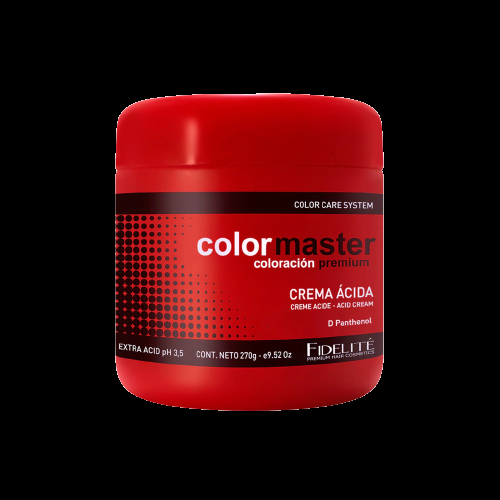 COLOR CARE SYSTEM
colormaster
coloración premium
CREMA ÁCIDA
CREME ACIDE - ACID CREAM
D Panthenol
EXTRA ACID pH 3,5
CONT. NETO 270g - e9.52 Oz
FIDELITÉ
PREMIUM HAIR COSMETICS